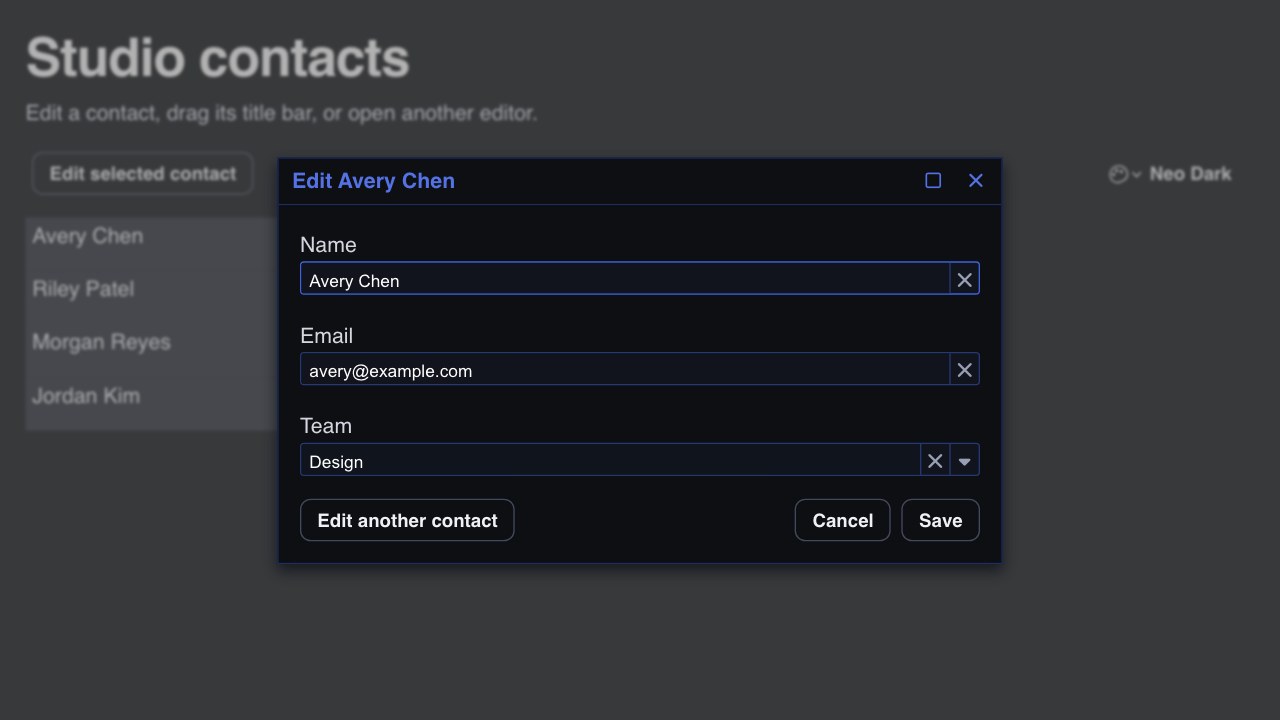 Studio contacts
Edit a contact, drag its title bar, or open another editor.
Edit selected contact
Neo Dark
Avery Chen
Riley Patel
Morgan Reyes
Jordan Kim
Edit Avery Chen
Name
Avery Chen
Email
avery@example.com
Team
Design
Edit another contact
Cancel
Save